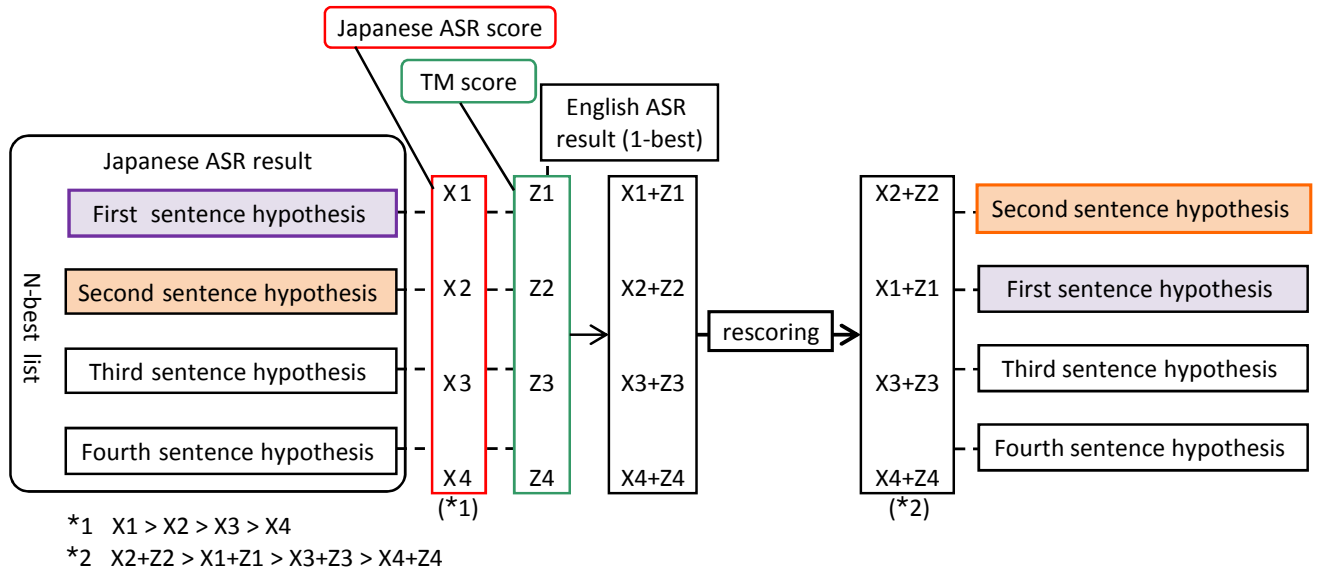 Japanese ASR score
TM score
English ASR
result (1-best)
Japanese ASR result
N-best list
First sentence hypothesis
Second sentence hypothesis
Third sentence hypothesis
Fourth sentence hypothesis
X1
X2
X3
X4
(*1)
Z1
Z2
Z3
Z4
X1+Z1
X2+Z2
X3+Z3
X4+Z4
rescoring
X2+Z2
X1+Z1
X3+Z3
X4+Z4
(*2)
Second sentence hypothesis
First sentence hypothesis
Third sentence hypothesis
Fourth sentence hypothesis
*1 X1 > X2 > X3 > X4
*2 X2+Z2 > X1+Z1 > X3+Z3 > X4+Z4